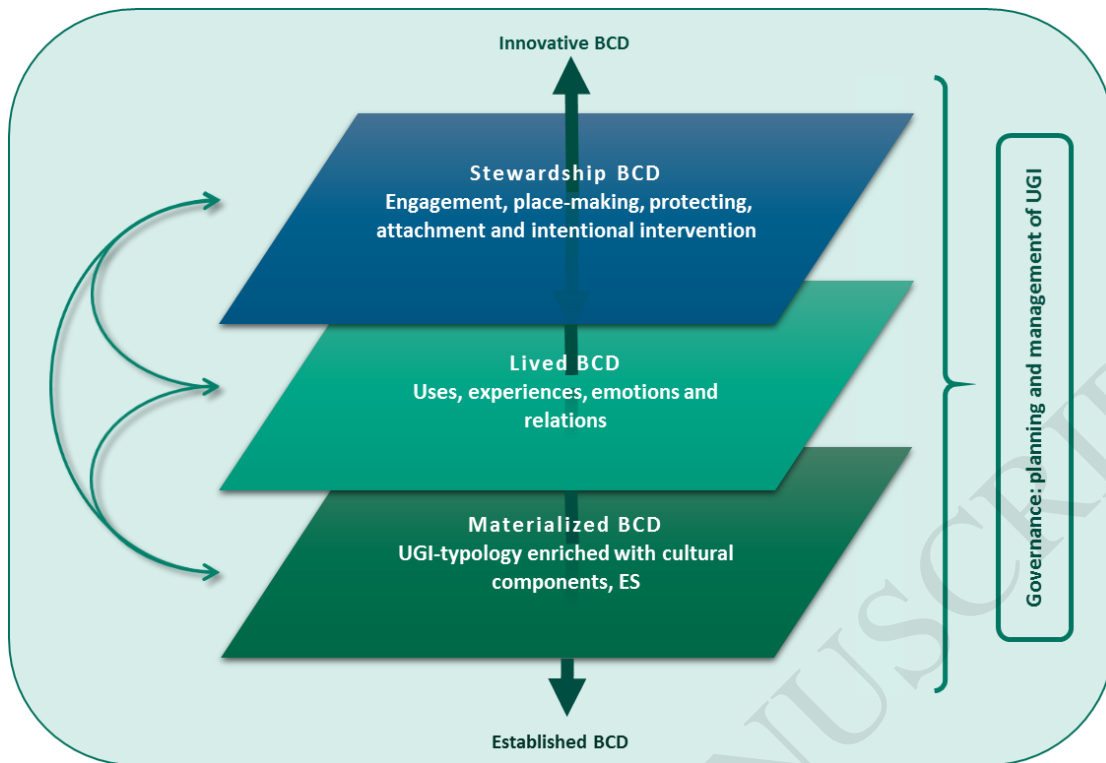 Innovative BCD
Stewardship BCD
Engagement, place-making, protecting,
attachment and intentional intervention
Lived BCD
Uses, experiences, emotions and
relations
Materialized BCD
UGI-typology enriched with cultural
components, ES
Established BCD
Governance: planning and management of UGI